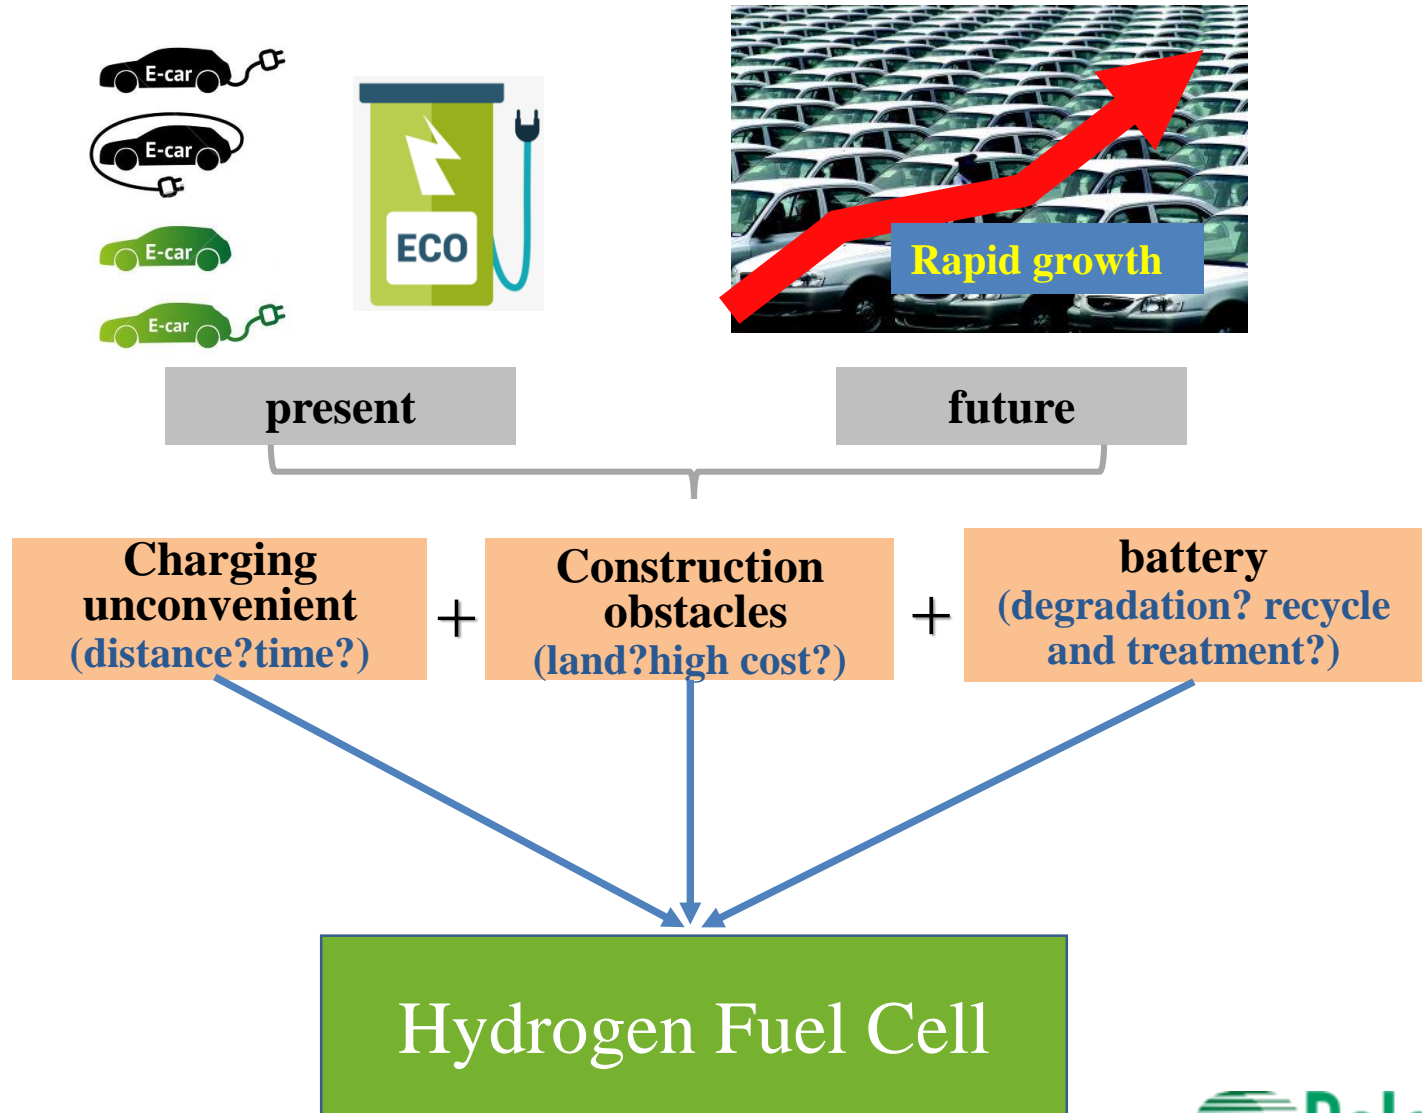 E-car
E-car
E-car
E-car
ECO
Rapid growth
present
future
Charging
unconvenient
(distance?time?)
+
Construction
obstacles
(land?high cost?)
+
battery
(degradation? recycle
and treatment?)
Hydrogen Fuel Cell